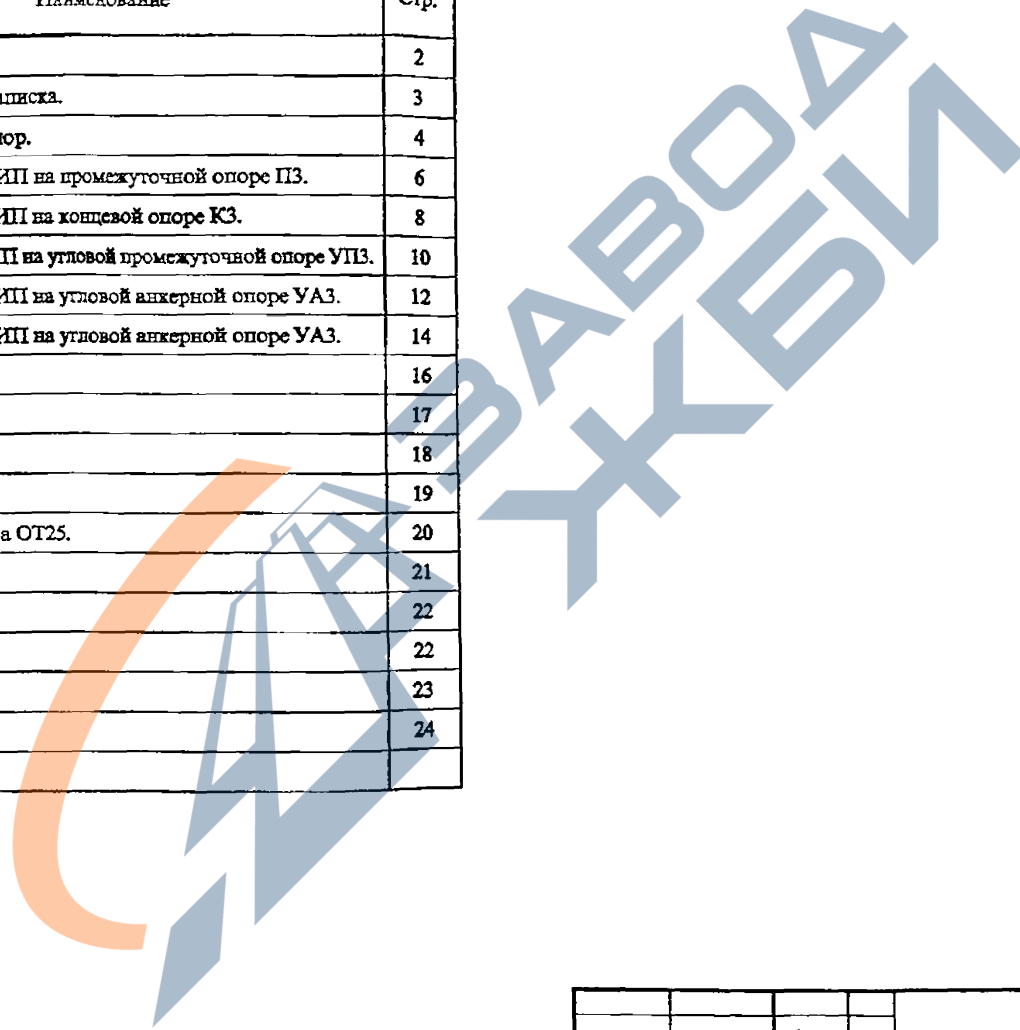 Наименование Стр.
2
аписка. 3
пор. 4
ИП на промежуточной опоре П3. 6
ИП на концевой опоре К3. 8
П на угловой промежуточной опоре УП3. 10
ИП на угловой анкерной опоре УА3. 12
ИП на угловой анкерной опоре УА3. 14
16
17
18
19
а ОТ25. 20
21
22
22
23
24
ЗАВОД
ЖБИ